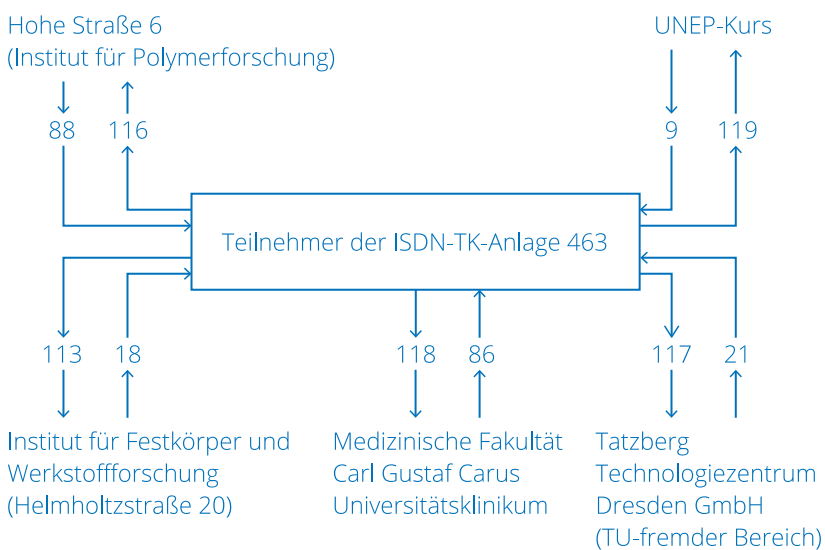 Hohe Straße 6
(Institut für Polymerforschung)
UNEP-Kurs
88
116
9
119
Teilnehmer der ISDN-TK-Anlage 463
113
18
118
86
117
21
Institut für Festkörper und
Werkstoffforschung
(Helmholtzstraße 20)
Medizinische Fakultät
Carl Gustaf Carus
Universitätsklinikum
Tatzberg
Technologiezentrum
Dresden GmbH
(TU-fremder Bereich)